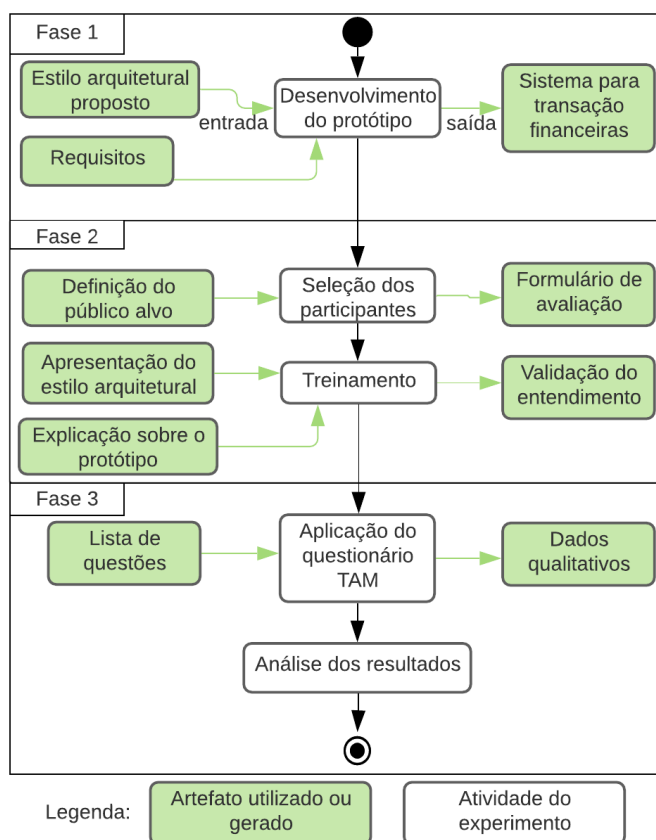 Fase 1
Estilo arquitetural
proposto
entrada
Requisitos
Desenvolvimento
do protótipo
saída
Sistema para
transação
financeiras
Fase 2
Definição do
público alvo
Seleção dos
participantes
Formulário de
avaliação
Apresentação do
estilo arquitetural
Treinamento
Validação do
entendimento
Explicação sobre o
protótipo
Fase 3
Lista de
questões
Aplicação do
questionário
TAM
Dados
qualitativos
Análise dos resultados
Legenda:
Artefato utilizado ou
gerado
Atividade do
experimento